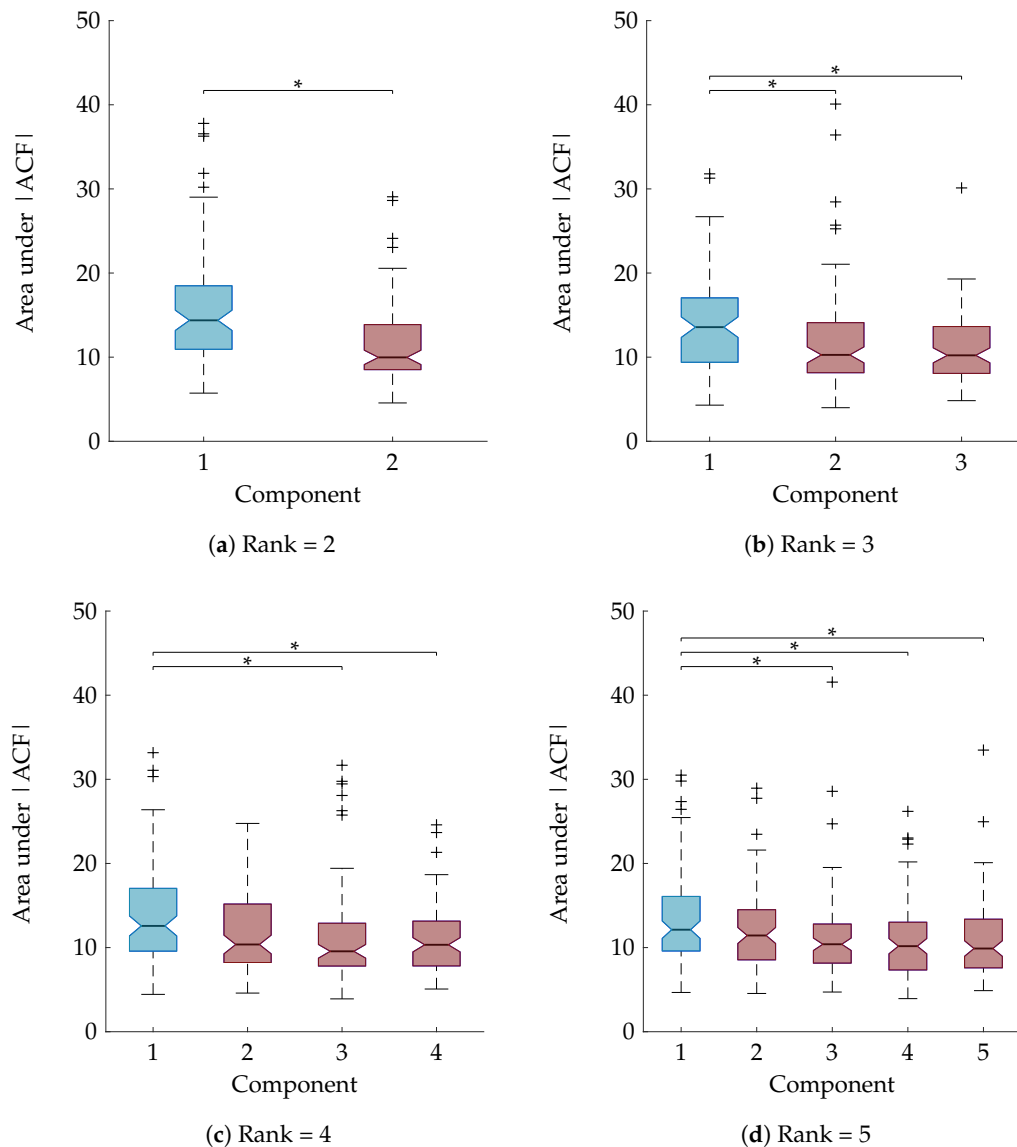 50
40
30
20
10
0
Area under |ACF|
*
1 2
Component
(a) Rank = 2
50
40
30
20
10
0
Area under |ACF|
*
*
1 2 3
Component
(b) Rank = 3
50
40
30
20
10
0
Area under |ACF|
*
*
1 2 3 4
Component
(c) Rank = 4
50
40
30
20
10
0
Area under |ACF|
*
*
*
1 2 3 4 5
Component
(d) Rank = 5